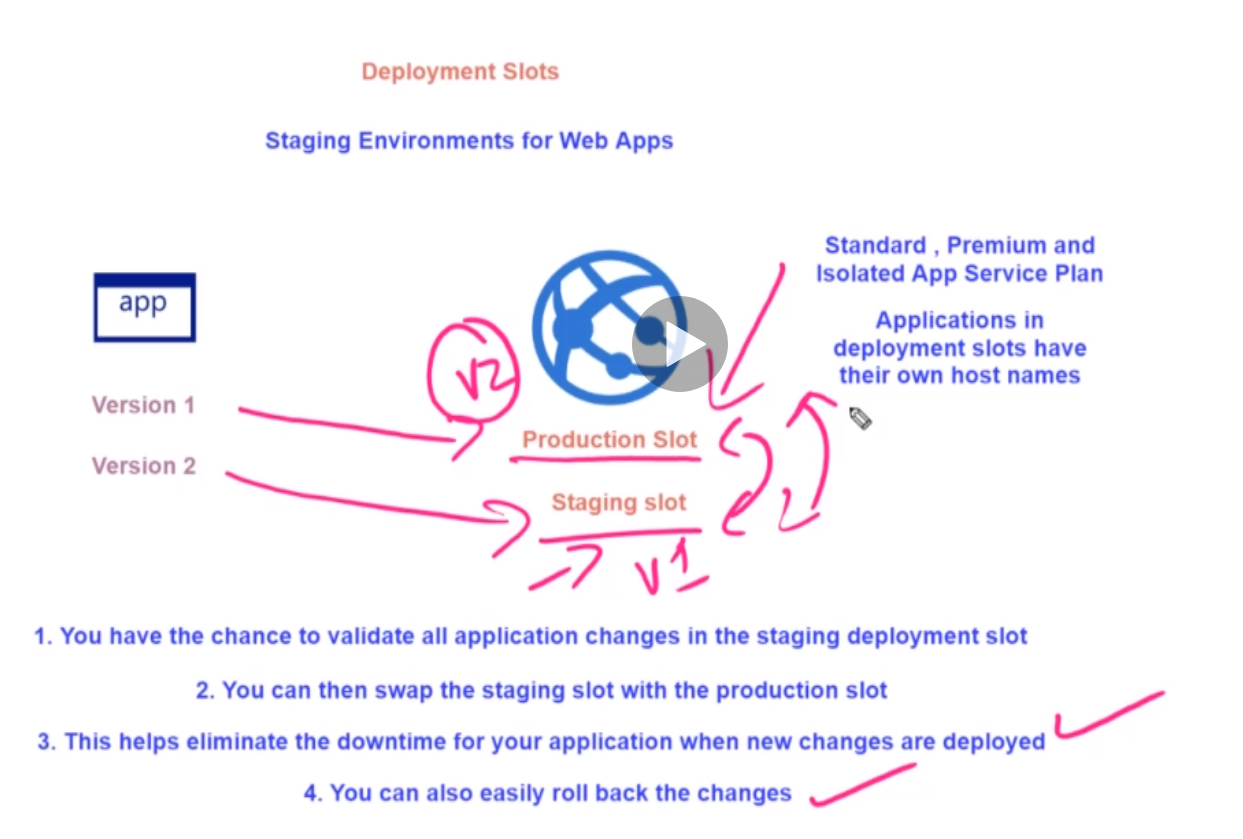 Deployment Slots
Staging Environments for Web Apps
Standard , Premium and
Isolated App Service Plan
app
Applications in
deployment slots have
their own host names
V2
Version 1
Production Slot
Version 2
Staging slot
V1
1. You have the chance to validate all application changes in the staging deployment slot
2. You can then swap the staging slot with the production slot
3. This helps eliminate the downtime for your application when new changes are deployed
4. You can also easily roll back the changes